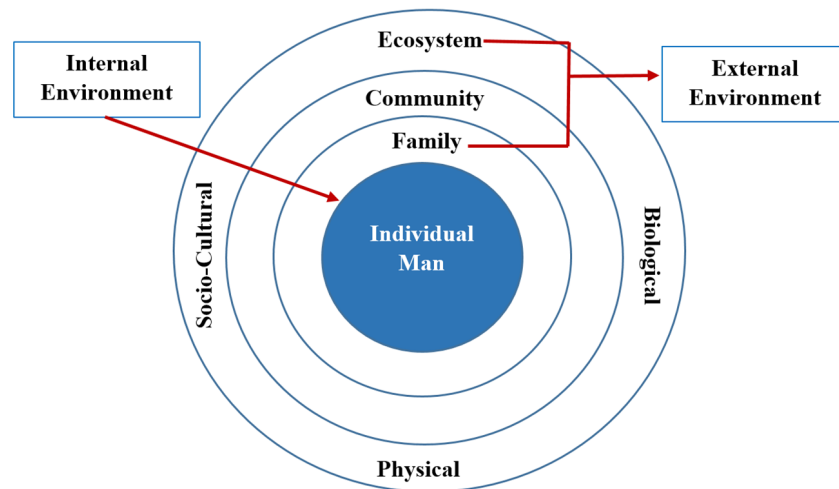 Ecosystem
Internal
Environment
External
Environment
Community
Family
Socio-Cultural
Biological
Individual
Man
Physical